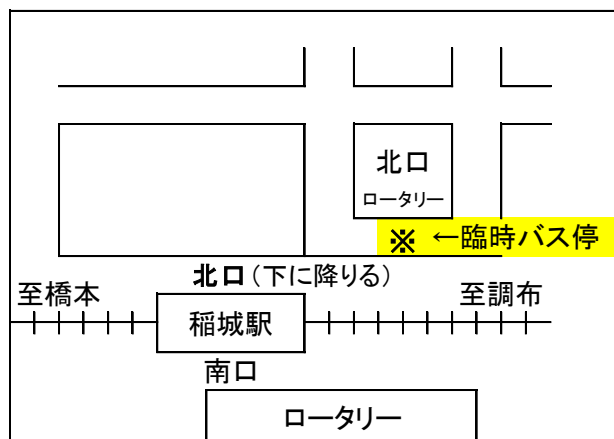 北口
ロータリー
※ ←臨時バス停
北口(下に降りる)
至橋本
至調布
稲城駅
南口
ロータリー